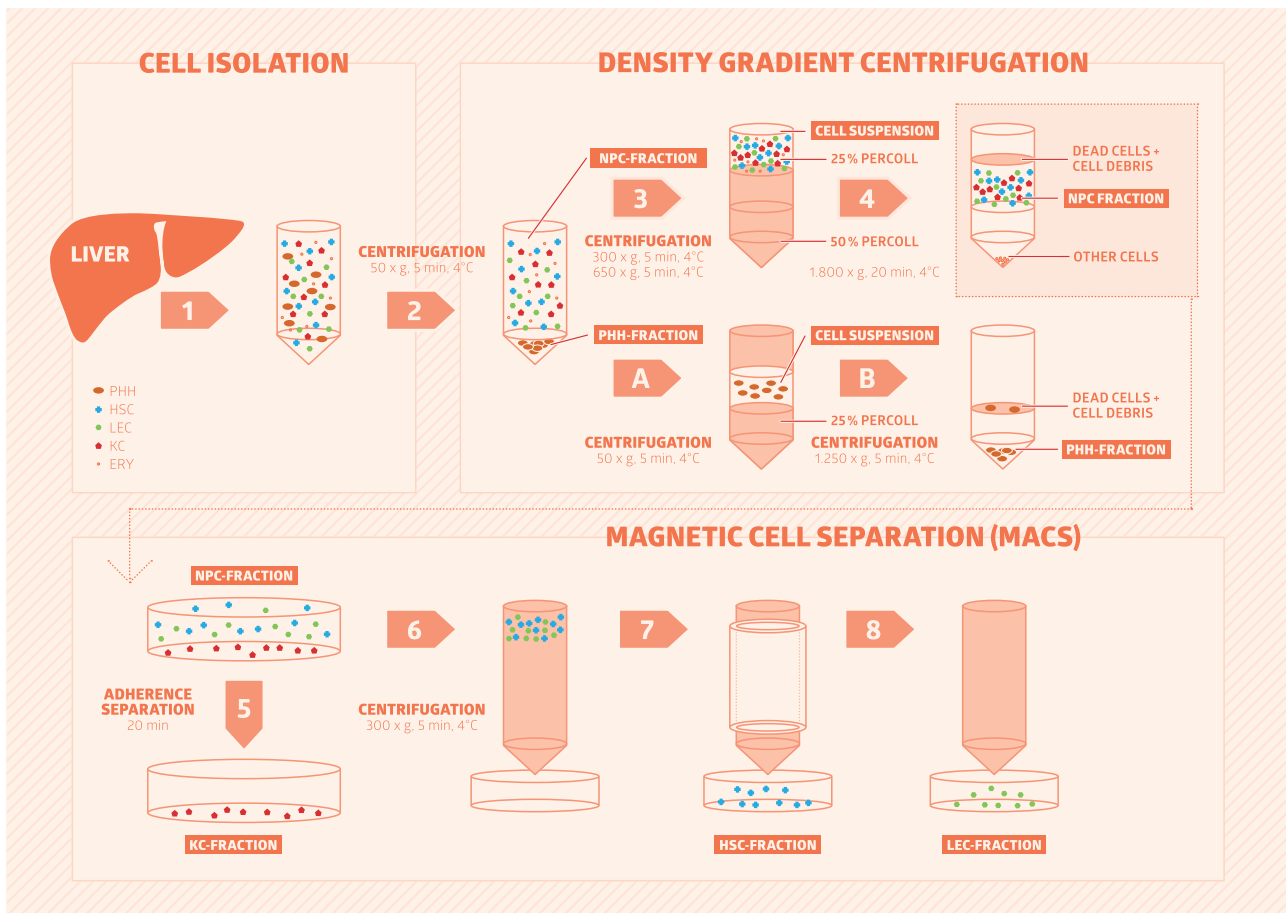 CELL ISOLATION
LIVER
1
CENTRIFUGATION
50 x g, 5 min, 4°C
2
PHH
HSC
LEC
KC
ERY
DENSITY GRADIENT CENTRIFUGATION
NPC-FRACTION
3
CENTRIFUGATION
300 x g, 5 min, 4°C
650 x g, 5 min, 4°C
CELL SUSPENSION
25% PERCOLL
4
50% PERCOLL
1.800 x g, 20 min, 4°C
DEAD CELLS +
CELL DEBRIS
NPC FRACTION
OTHER CELLS
PHH-FRACTION
A
CENTRIFUGATION
50 x g, 5 min, 4°C
CELL SUSPENSION
B
25% PERCOLL
CENTRIFUGATION
1.250 x g, 5 min, 4°C
DEAD CELLS +
CELL DEBRIS
PHH-FRACTION
MAGNETIC CELL SEPARATION (MACS)
NPC-FRACTION
ADHERENCE
SEPARATION
20 min
5
KC-FRACTION
6
CENTRIFUGATION
300 x g, 5 min, 4°C
7
HSC-FRACTION
8
LEC-FRACTION